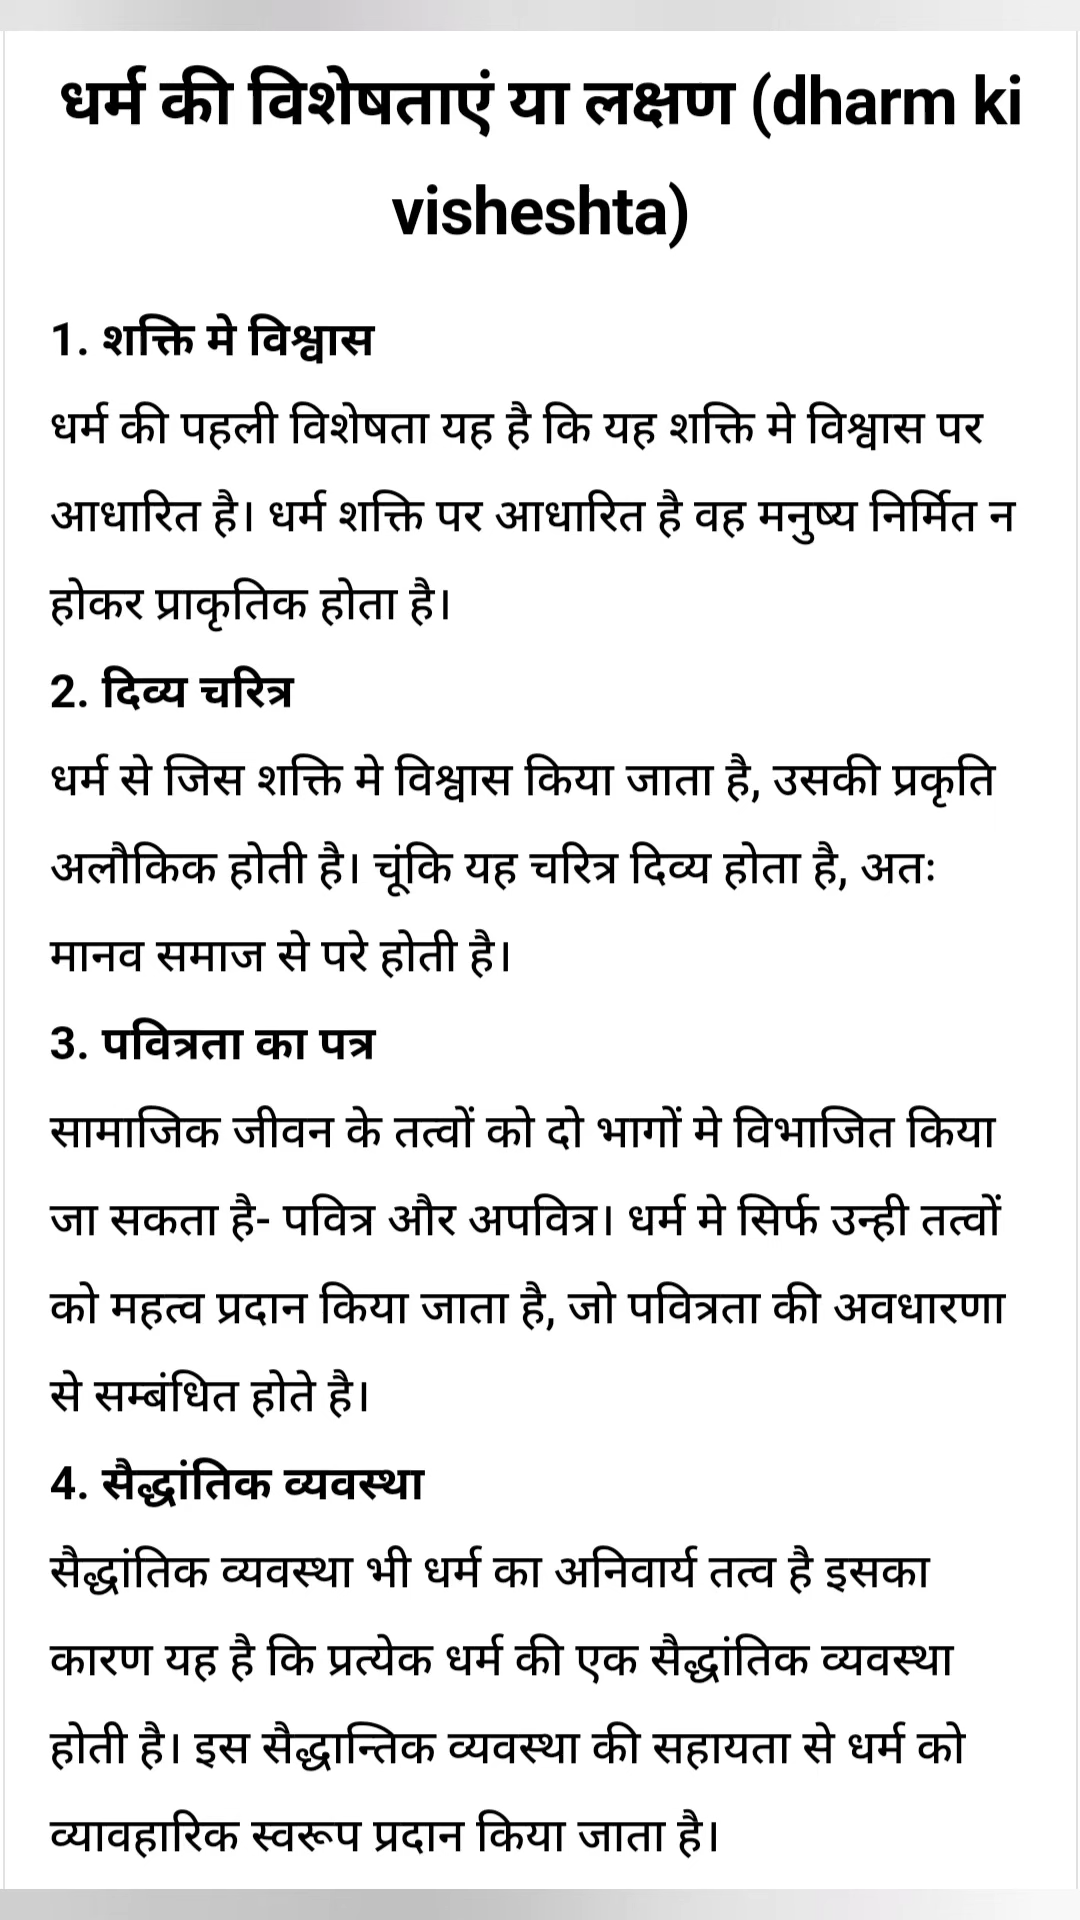 धर्म की विशेषताएं या लक्षण (dharm ki
visheshta)
1. शक्ति मे विश्वास
धर्म की पहली विशेषता यह है कि यह शक्ति मे विश्वास पर
आधारित है। धर्म शक्ति पर आधारित है वह मनुष्य निर्मित न
होकर प्राकृतिक होता है।
2. दिव्य चरित्र
धर्म से जिस शक्ति मे विश्वास किया जाता है, उसकी प्रकृति
अलौकिक होती है। चूंकि यह चरित्र दिव्य होता है, अतः
मानव समाज से परे होती है।
3. पवित्रता का पत्र
सामाजिक जीवन के तत्वों को दो भागों मे विभाजित किया
जा सकता है- पवित्र और अपवित्र। धर्म मे सिर्फ उन्ही तत्वों
को महत्व प्रदान किया जाता है, जो पवित्रता की अवधारणा
से सम्बंधित होते है।
4. सैद्धांतिक व्यवस्था
सैद्धांतिक व्यवस्था भी धर्म का अनिवार्य तत्व है इसका
कारण यह है कि प्रत्येक धर्म की एक सैद्धांतिक व्यवस्था
होती है। इस सैद्धान्तिक व्यवस्था की सहायता से धर्म को
व्यावहारिक स्वरूप प्रदान किया जाता है।